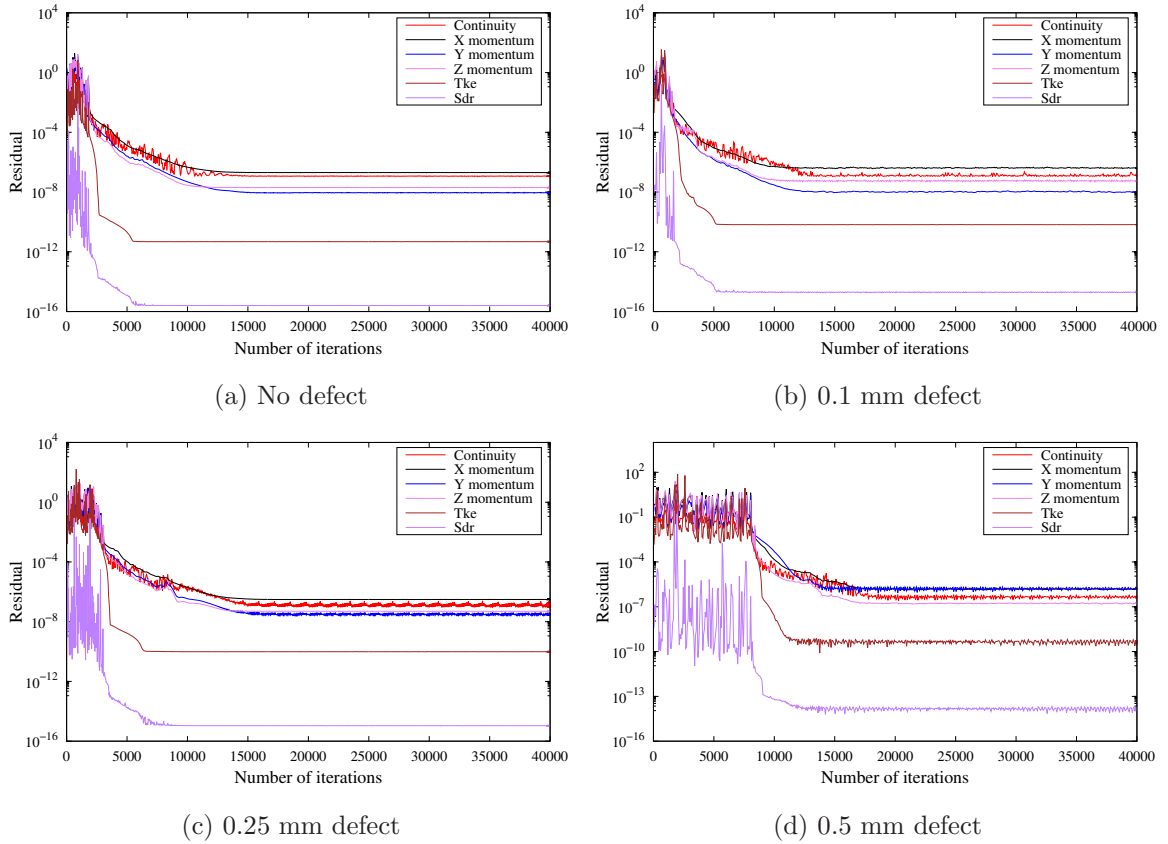 10^4
10^0
10^-4
10^-8
10^-12
10^-16
Residual
0 5000 10000 15000 20000 25000 30000 35000 40000
Number of iterations
Continuity
X momentum
Y momentum
Z momentum
Tke
Sdr
(a) No defect
10^4
10^0
10^-4
10^-8
10^-12
10^-16
Residual
0 5000 10000 15000 20000 25000 30000 35000 40000
Number of iterations
Continuity
X momentum
Y momentum
Z momentum
Tke
Sdr
(b) 0.1 mm defect
10^4
10^0
10^-4
10^-8
10^-12
10^-16
Residual
0 5000 10000 15000 20000 25000 30000 35000 40000
Number of iterations
Continuity
X momentum
Y momentum
Z momentum
Tke
Sdr
(c) 0.25 mm defect
10^2
10^-1
10^-4
10^-7
10^-10
10^-13
10^-16
Residual
0 5000 10000 15000 20000 25000 30000 35000 40000
Number of iterations
Continuity
X momentum
Y momentum
Z momentum
Tke
Sdr
(d) 0.5 mm defect